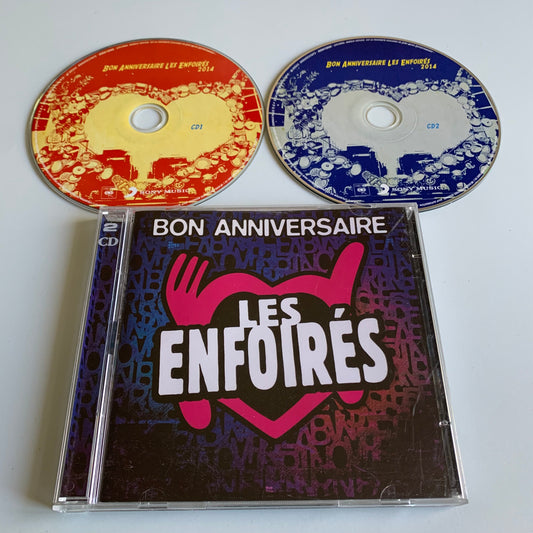 BON ANNIVERSAIRE LES ENFOIRÉS
2014
CD1
SONY MUSIC
BON ANNIVERSAIRE LES ENFOIRÉS
2014
CD2
SONY MUSIC
2
CD
BON ANNIVERSAIRE
LES
ENFOIRÉS